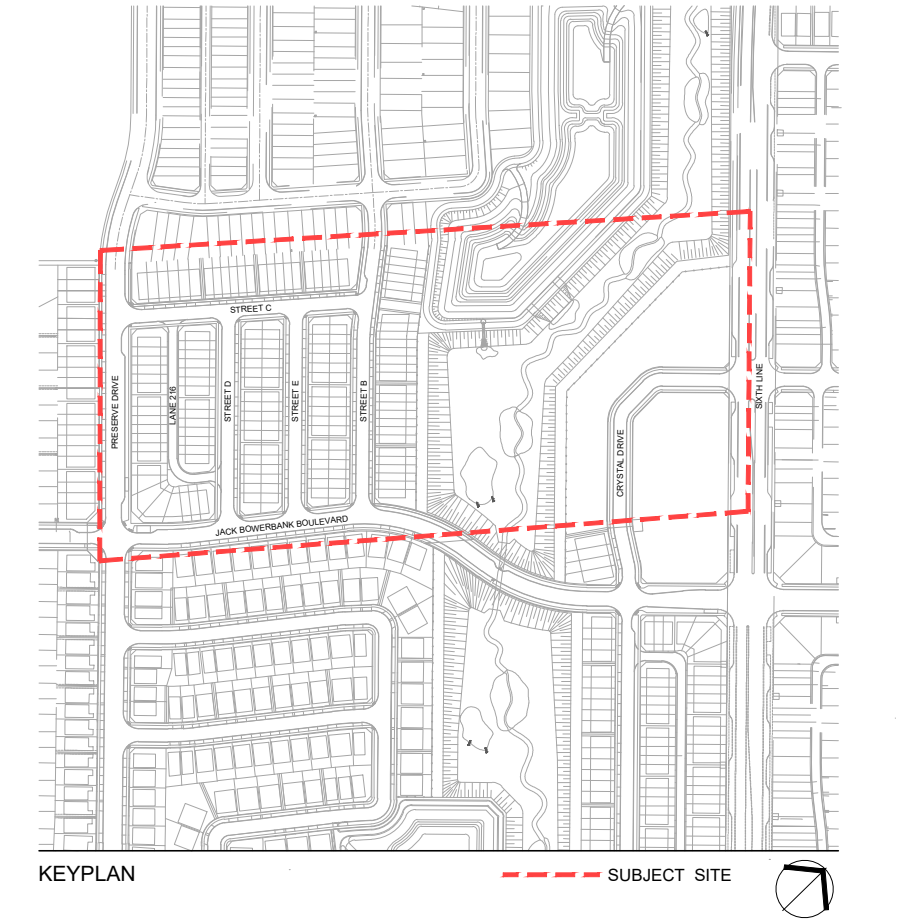 STREET C
PRESERVE DRIVE
LANE 216
STREET D
STREET E
STREET B
CRYSTAL DRIVE
SIXTH LINE
JACK BOWERBANK BOULEVARD
KEYPLAN
SUBJECT SITE